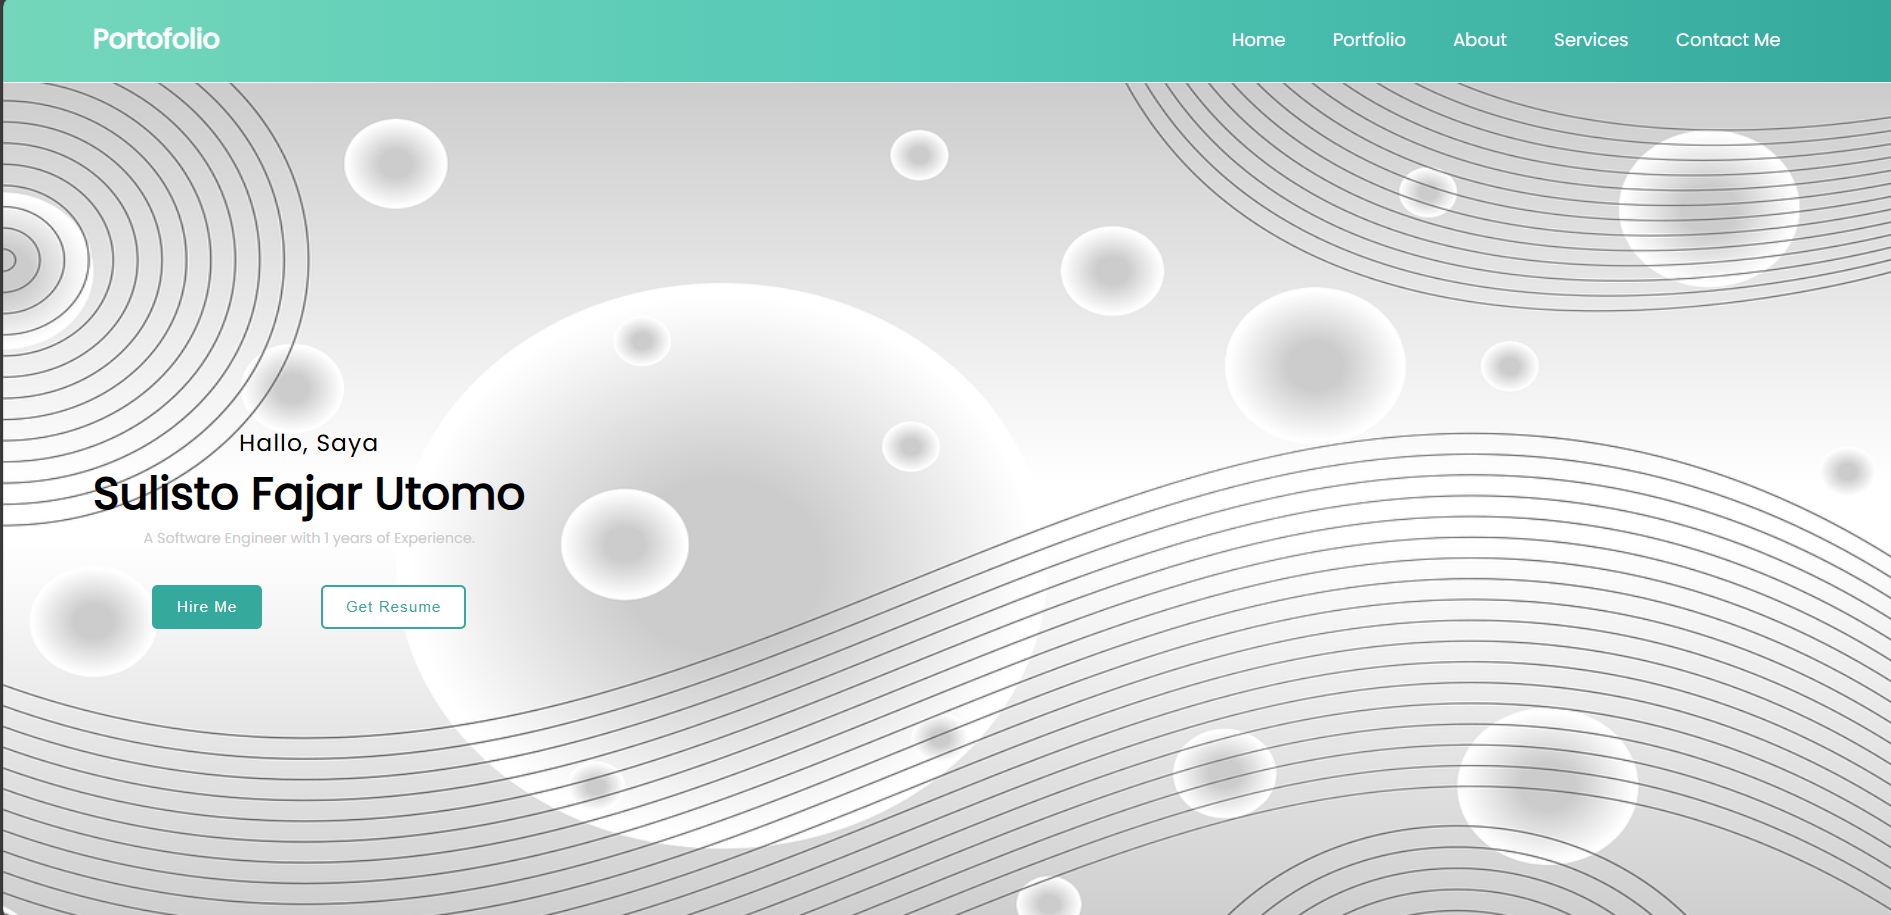 Portofolio
Home Portfolio About Services Contact Me
Hallo, Saya
Sulisto Fajar Utomo
A Software Engineer with 1 years of Experience.
Hire Me Get Resume